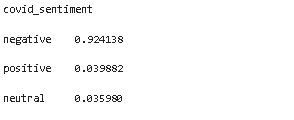 covid_sentiment
negative 0.924138
positive 0.039882
neutral 0.035980